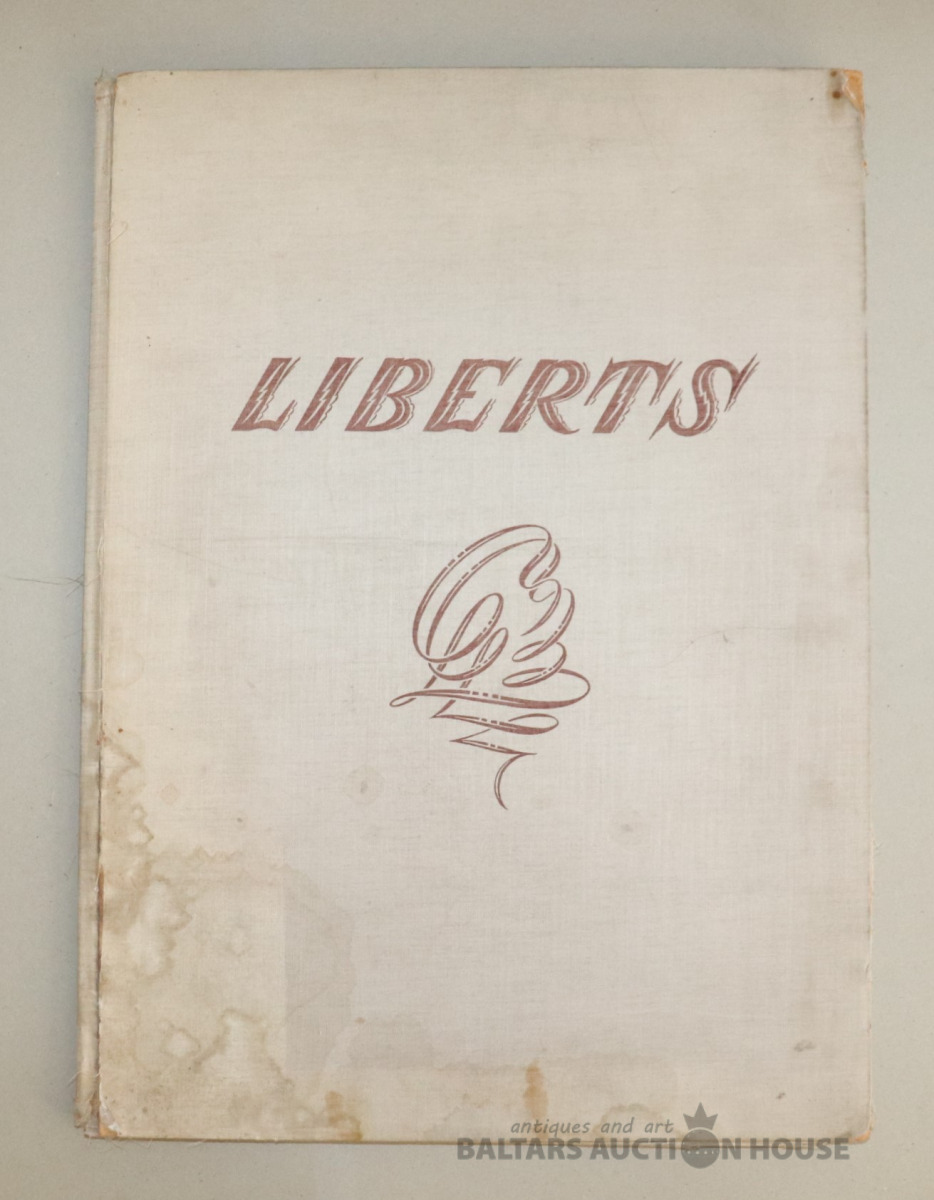 LIBERTS
antiques and art
BALTARS AUCTION HOUSE